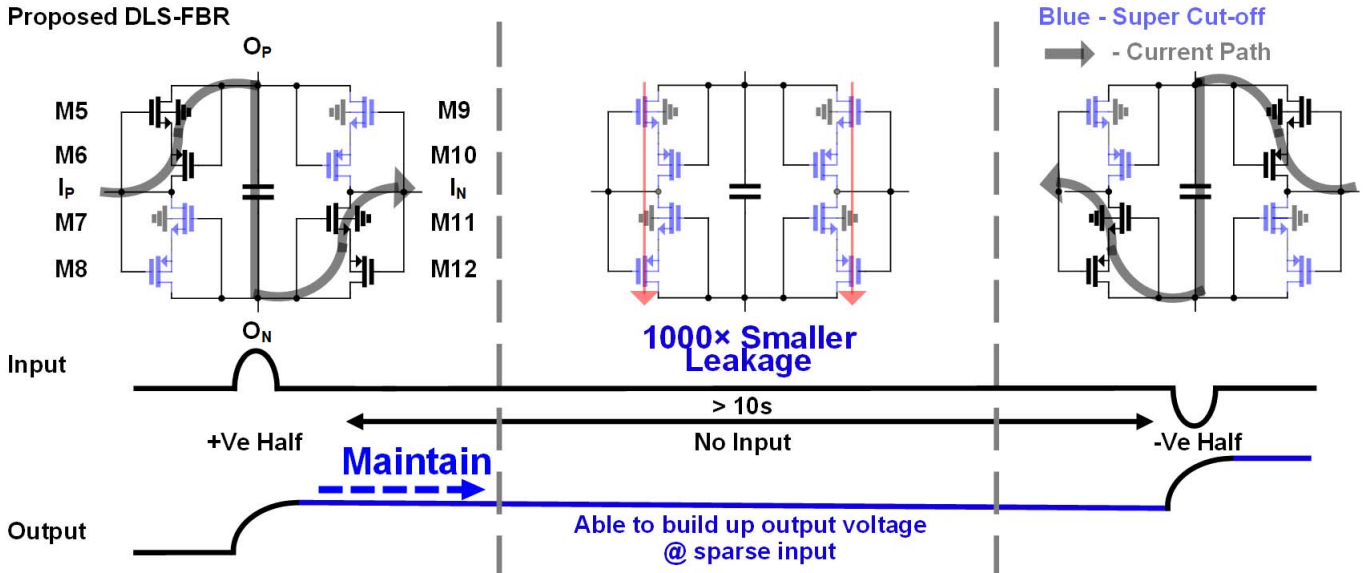 Proposed DLS-FBR
Blue - Super Cut-off
- Current Path
OP
M5
M6
IP
M7
M8
M9
M10
IN
M11
M12
ON
1000× Smaller
Leakage
Input
> 10s
+Ve Half
No Input
-Ve Half
Maintain
Output
Able to build up output voltage
@ sparse input